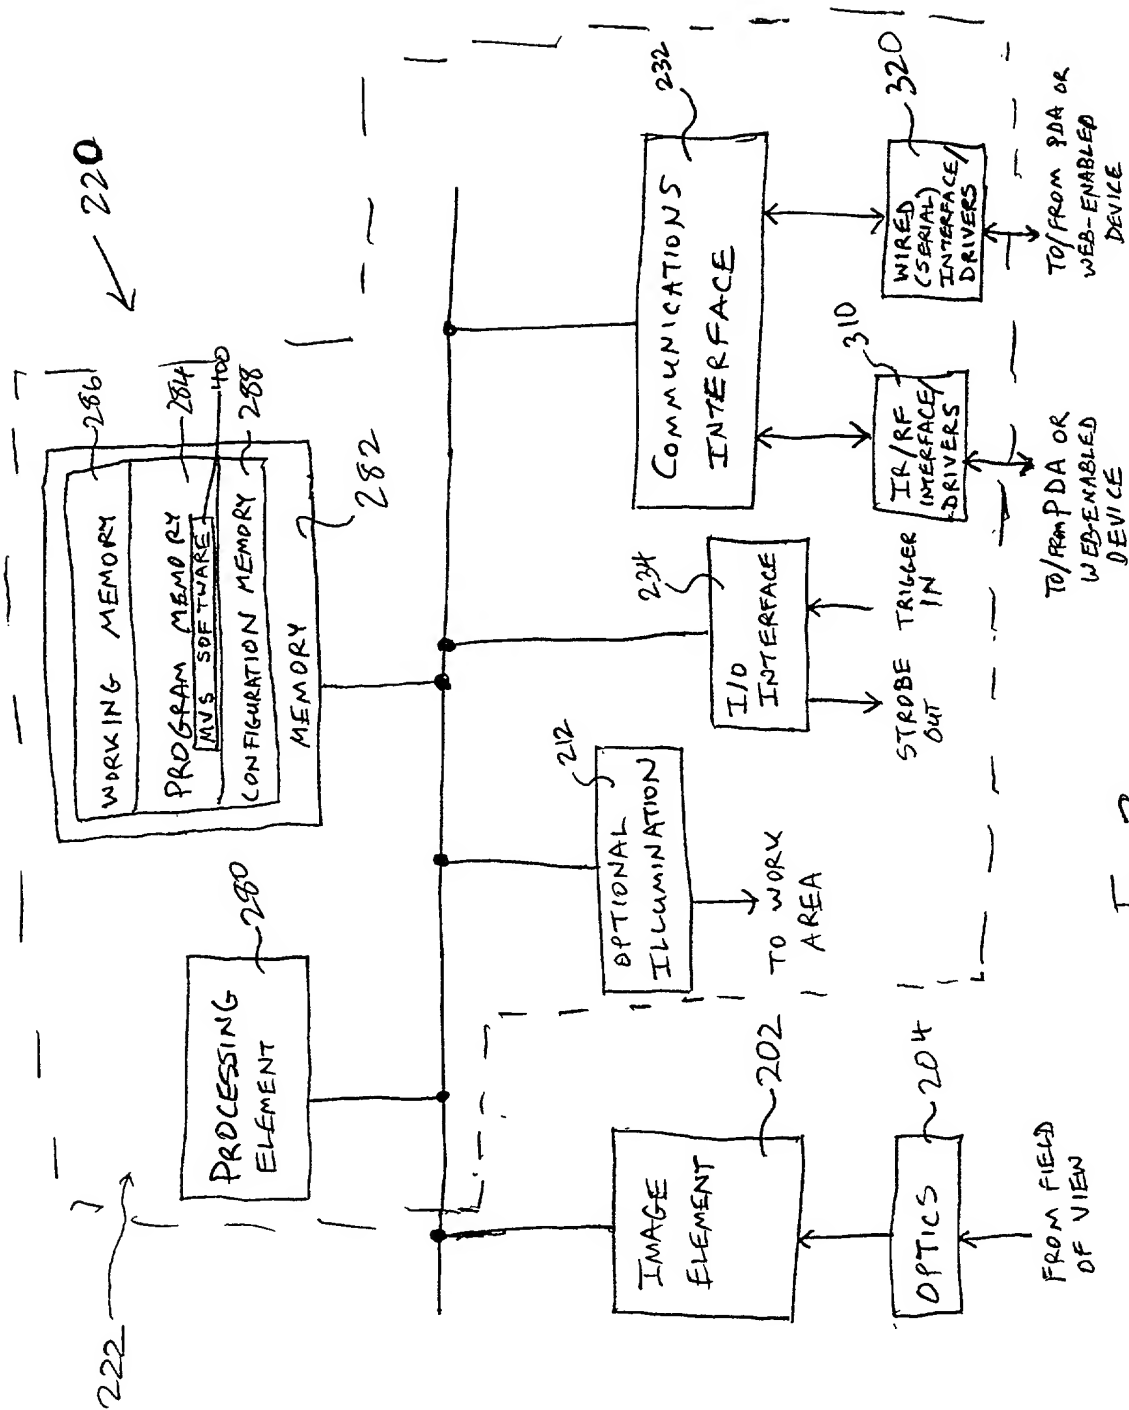 222
220
PROCESSING
ELEMENT
280
WORKING MEMORY
286
PROGRAM MEMORY
284
MVS SOFTWARE
400
CONFIGURATION MEMORY
288
MEMORY
282
IMAGE
ELEMENT
202
OPTICS
204
FROM FIELD
OF VIEW
OPTIONAL
ILLUMINATION
212
TO WORK
AREA
I/O
INTERFACE
234
STROBE
OUT
TRIGGER
IN
COMMUNICATIONS
INTERFACE
232
IR/RF
INTERFACE/
DRIVERS
310
TO/FROM PDA OR
WEB-ENABLED
DEVICE
WIRED
(SERIAL)
INTERFACE/
DRIVERS
320
TO/FROM PDA OR
WEB-ENABLED
DEVICE